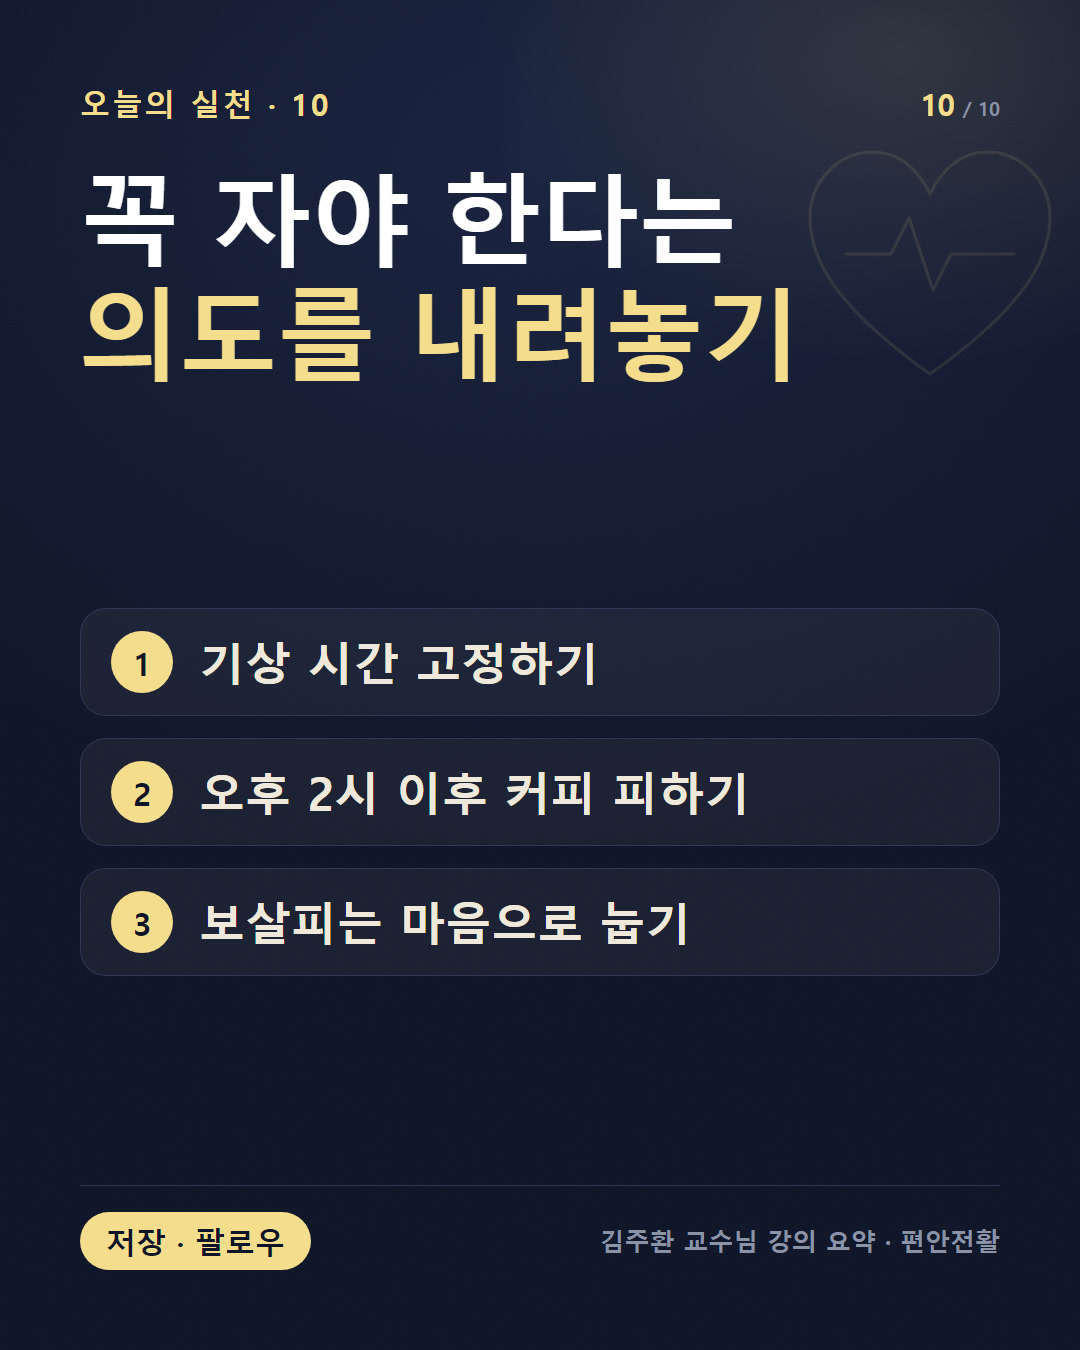 오늘의 실천 · 10
10 / 10
꼭 자야 한다는
의도를 내려놓기
1 기상 시간 고정하기
2 오후 2시 이후 커피 피하기
3 보살피는 마음으로 눕기
저장 · 팔로우
김주환 교수님 강의 요약 · 편안전활